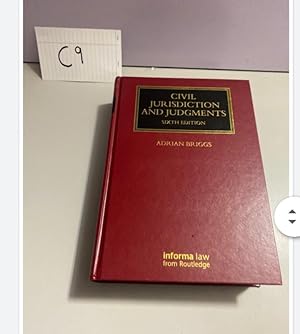 C9
CIVIL
JURISDICTION
AND JUDGMENTS
SIXTH EDITION
ADRIAN BRIGGS
informa law
from Routledge